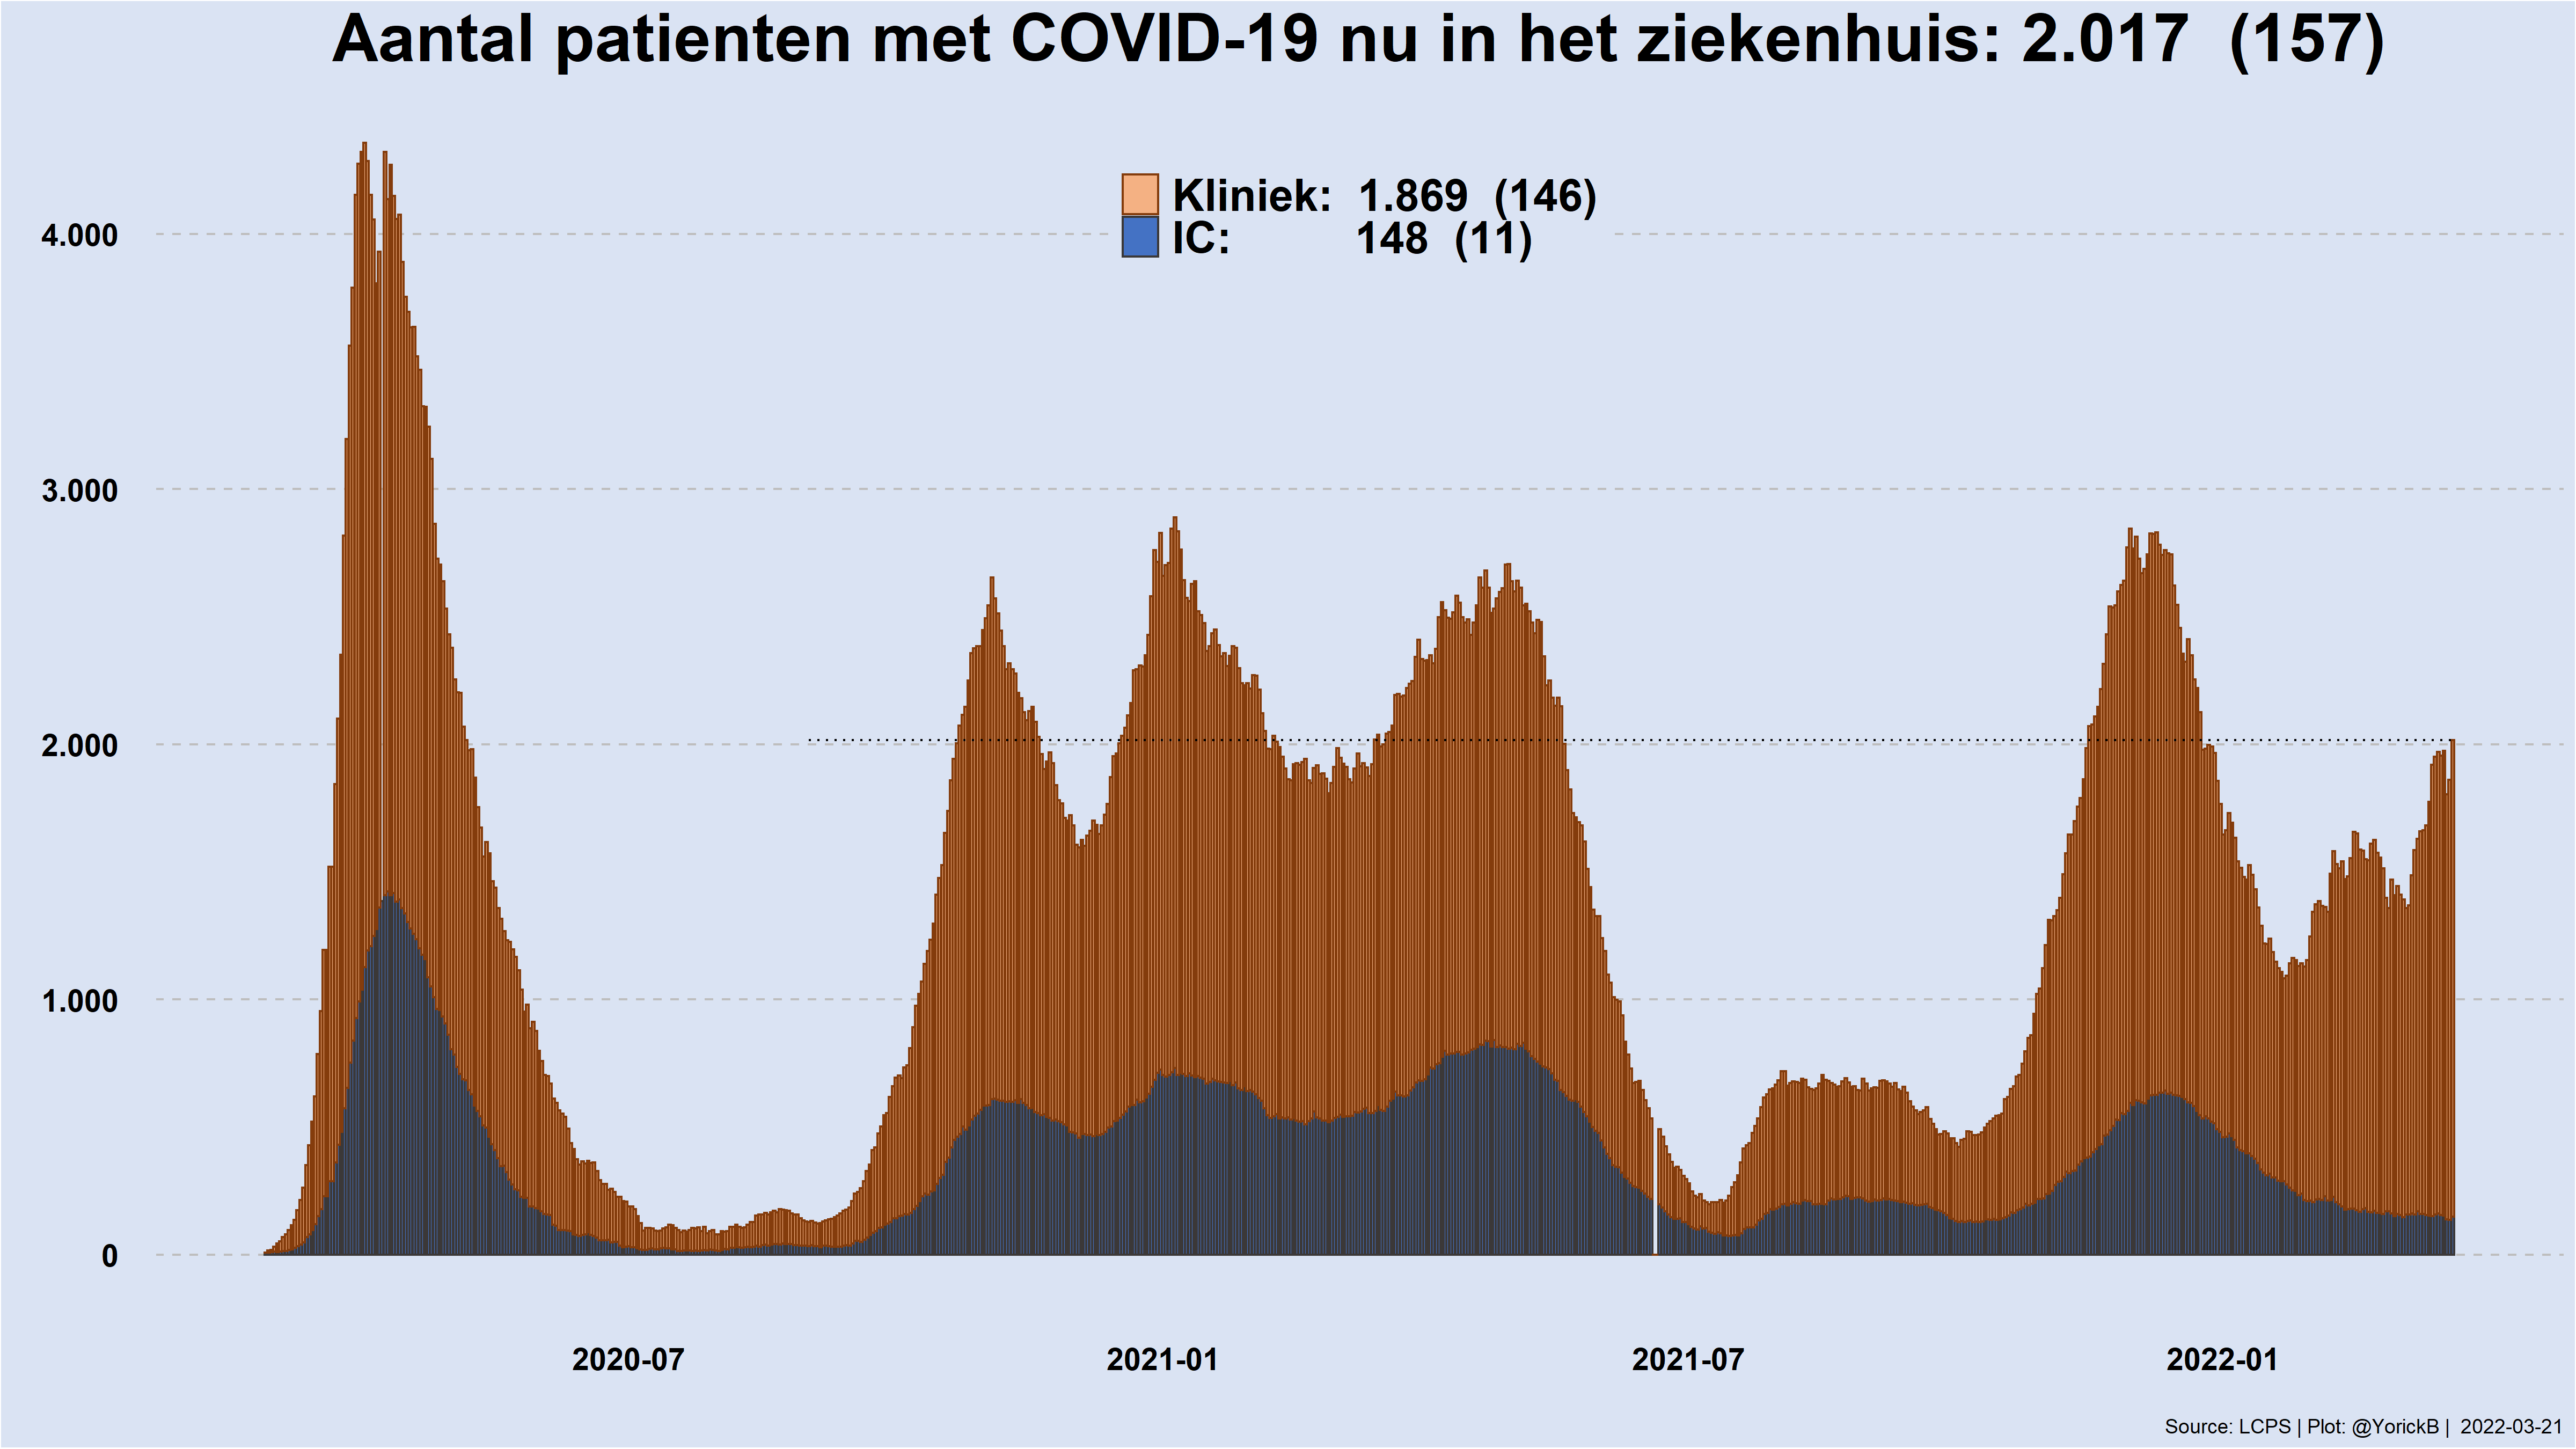 Aantal patienten met COVID-19 nu in het ziekenhuis: 2.017 (157)
Kliniek: 1.869 (146)
IC: 148 (11)
4.000
3.000
2.000
1.000
0
2020-07
2021-01
2021-07
2022-01
Source: LCPS | Plot: @YorickB | 2022-03-21